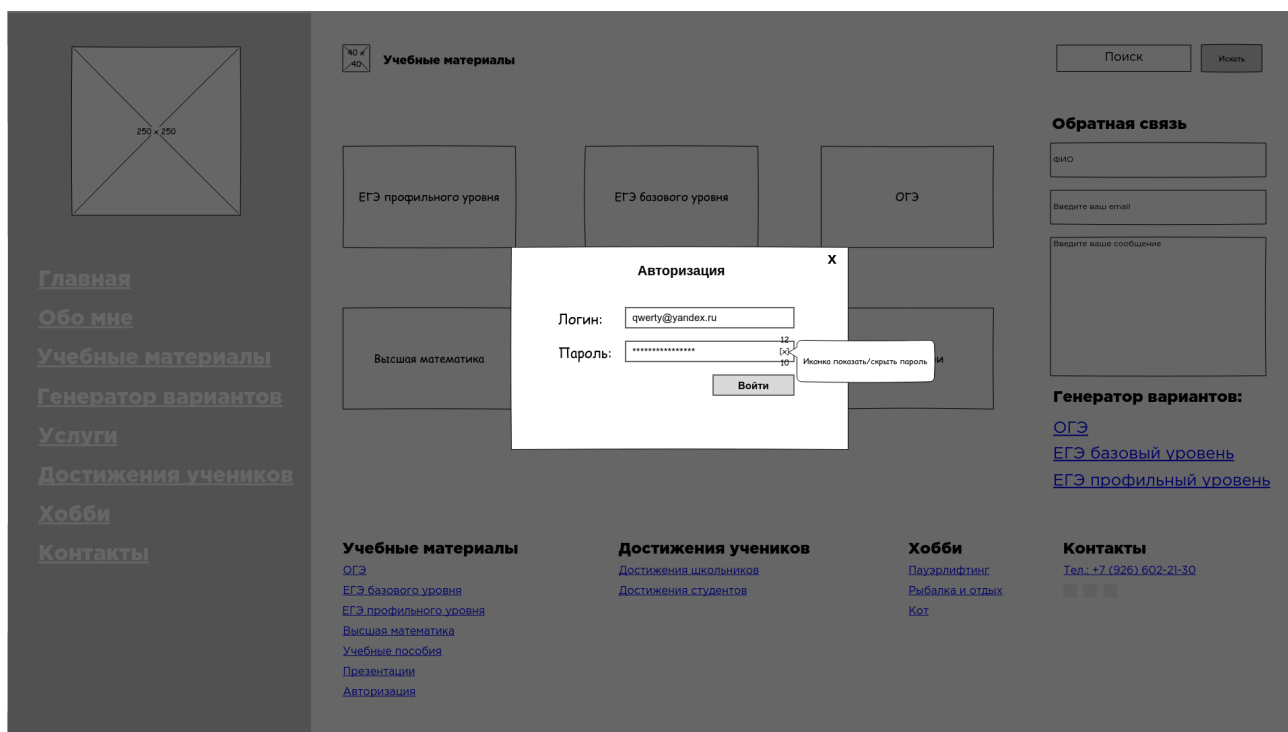 250 x 250
Главная
Обо мне
Учебные материалы
Генератор вариантов
Услуги
Достижения учеников
Хобби
Контакты
40 x
40
Учебные материалы
Поиск
Искать
ЕГЭ профильного уровня
ЕГЭ базового уровня
ОГЭ
Высшая математика
и
Авторизация
X
Логин:
qwerty@yandex.ru
Пароль:
****************
12
[x]
10
Иконка показать/скрыть пароль
Войти
Обратная связь
ФИО
Введите ваш email
Введите ваше сообщение
Генератор вариантов:
ОГЭ
ЕГЭ базовый уровень
ЕГЭ профильный уровень
Учебные материалы
ОГЭ
ЕГЭ базового уровня
ЕГЭ профильного уровня
Высшая математика
Учебные пособия
Презентации
Авторизация
Достижения учеников
Достижения школьников
Достижения студентов
Хобби
Пауэрлифтинг
Рыбалка и отдых
Кот
Контакты
Тел.: +7 (926) 602-21-30